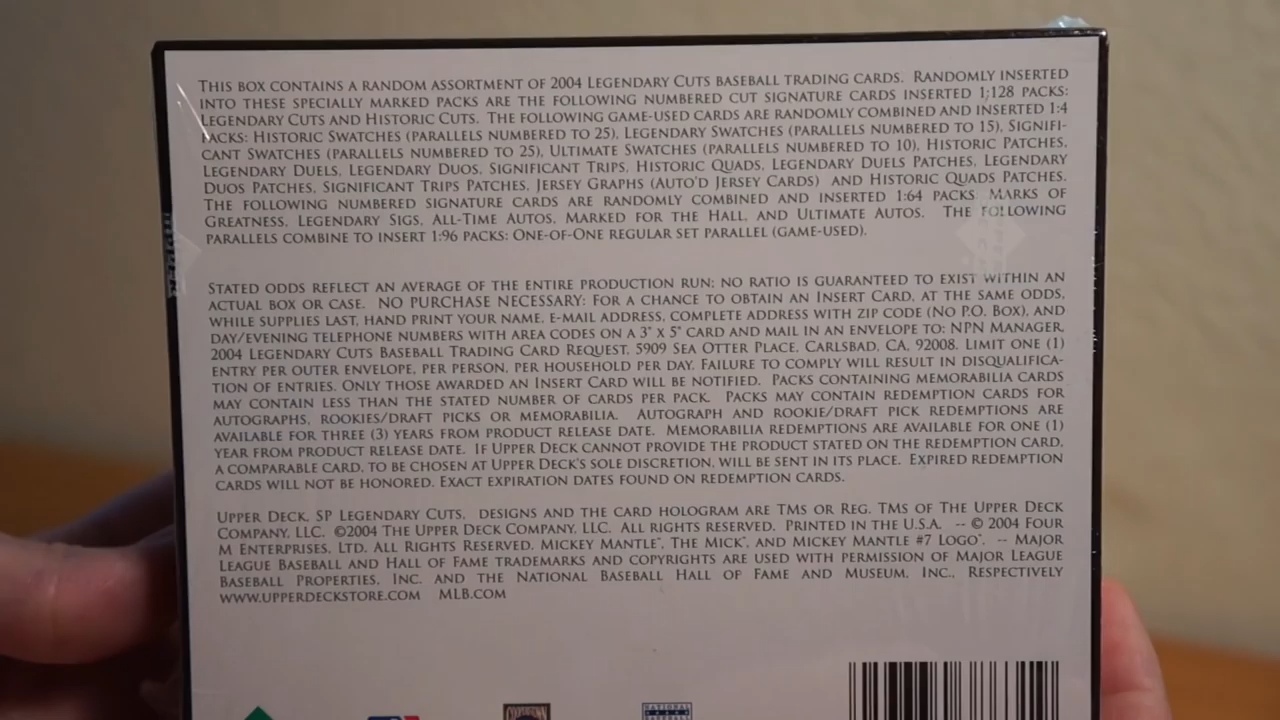 THIS BOX CONTAINS A RANDOM ASSORTMENT OF 2004 LEGENDARY CUTS BASEBALL TRADING CARDS. RANDOMLY INSERTED
INTO THESE SPECIALLY MARKED PACKS ARE THE FOLLOWING NUMBERED CUT SIGNATURE CARDS INSERTED 1:128 PACKS:
LEGENDARY CUTS AND HISTORIC CUTS. THE FOLLOWING GAME-USED CARDS ARE RANDOMLY COMBINED AND INSERTED 1:4
PACKS: HISTORIC SWATCHES (PARALLELS NUMBERED TO 25), LEGENDARY SWATCHES (PARALLELS NUMBERED TO 15), SIGNIFI-
CANT SWATCHES (PARALLELS NUMBERED TO 25), ULTIMATE SWATCHES (PARALLELS NUMBERED TO 10), HISTORIC PATCHES,
LEGENDARY DUELS, LEGENDARY DUOS, SIGNIFICANT TRIPS, HISTORIC QUADS, LEGENDARY DUELS PATCHES, LEGENDARY
DUOS PATCHES, SIGNIFICANT TRIPS PATCHES, JERSEY GRAPHS (AUTO'D JERSEY CARDS) AND HISTORIC QUADS PATCHES.
THE FOLLOWING NUMBERED SIGNATURE CARDS ARE RANDOMLY COMBINED AND INSERTED 1:64 PACKS: MARKS OF
GREATNESS, LEGENDARY SIGS, ALL-TIME AUTOS, MARKED FOR THE HALL, AND ULTIMATE AUTOS. THE FOLLOWING
PARALLELS COMBINE TO INSERT 1:96 PACKS: ONE-OF-ONE REGULAR SET PARALLEL (GAME-USED).
STATED ODDS REFLECT AN AVERAGE OF THE ENTIRE PRODUCTION RUN; NO RATIO IS GUARANTEED TO EXIST WITHIN AN
ACTUAL BOX OR CASE. NO PURCHASE NECESSARY: FOR A CHANCE TO OBTAIN AN INSERT CARD, AT THE SAME ODDS,
WHILE SUPPLIES LAST, HAND PRINT YOUR NAME, E-MAIL ADDRESS, COMPLETE ADDRESS WITH ZIP CODE (NO P.O. BOX), AND
DAY/EVENING TELEPHONE NUMBERS WITH AREA CODES ON A 3" X 5" CARD AND MAIL IN AN ENVELOPE TO: NPN MANAGER,
2004 LEGENDARY CUTS BASEBALL TRADING CARD REQUEST, 5909 SEA OTTER PLACE, CARLSBAD, CA, 92008. LIMIT ONE (1)
ENTRY PER OUTER ENVELOPE, PER PERSON, PER HOUSEHOLD PER DAY. FAILURE TO COMPLY WILL RESULT IN DISQUALIFICA-
TION OF ENTRIES. ONLY THOSE AWARDED AN INSERT CARD WILL BE NOTIFIED. PACKS CONTAINING MEMORABILIA CARDS
MAY CONTAIN LESS THAN THE STATED NUMBER OF CARDS PER PACK. PACKS MAY CONTAIN REDEMPTION CARDS FOR
AUTOGRAPHS, ROOKIES/DRAFT PICKS OR MEMORABILIA. AUTOGRAPH AND ROOKIE/DRAFT PICK REDEMPTIONS ARE
AVAILABLE FOR THREE (3) YEARS FROM PRODUCT RELEASE DATE. MEMORABILIA REDEMPTIONS ARE AVAILABLE FOR ONE (1)
YEAR FROM PRODUCT RELEASE DATE. IF UPPER DECK CANNOT PROVIDE THE PRODUCT STATED ON THE REDEMPTION CARD,
A COMPARABLE CARD, TO BE CHOSEN AT UPPER DECK'S SOLE DISCRETION, WILL BE SENT IN ITS PLACE. EXPIRED REDEMPTION
CARDS WILL NOT BE HONORED. EXACT EXPIRATION DATES FOUND ON REDEMPTION CARDS.
UPPER DECK, SP LEGENDARY CUTS, DESIGNS AND THE CARD HOLOGRAM ARE TMS OR REG. TMS OF THE UPPER DECK
COMPANY, LLC. ©2004 THE UPPER DECK COMPANY, LLC. ALL RIGHTS RESERVED. PRINTED IN THE U.S.A. -- © 2004 FOUR
M ENTERPRISES, LTD. ALL RIGHTS RESERVED. MICKEY MANTLE™, THE MICK™, AND MICKEY MANTLE #7 LOGO™. -- MAJOR
LEAGUE BASEBALL AND HALL OF FAME TRADEMARKS AND COPYRIGHTS ARE USED WITH PERMISSION OF MAJOR LEAGUE
BASEBALL PROPERTIES, INC. AND THE NATIONAL BASEBALL HALL OF FAME AND MUSEUM, INC., RESPECTIVELY
WWW.UPPERDECKSTORE.COM MLB.COM
NATIONAL